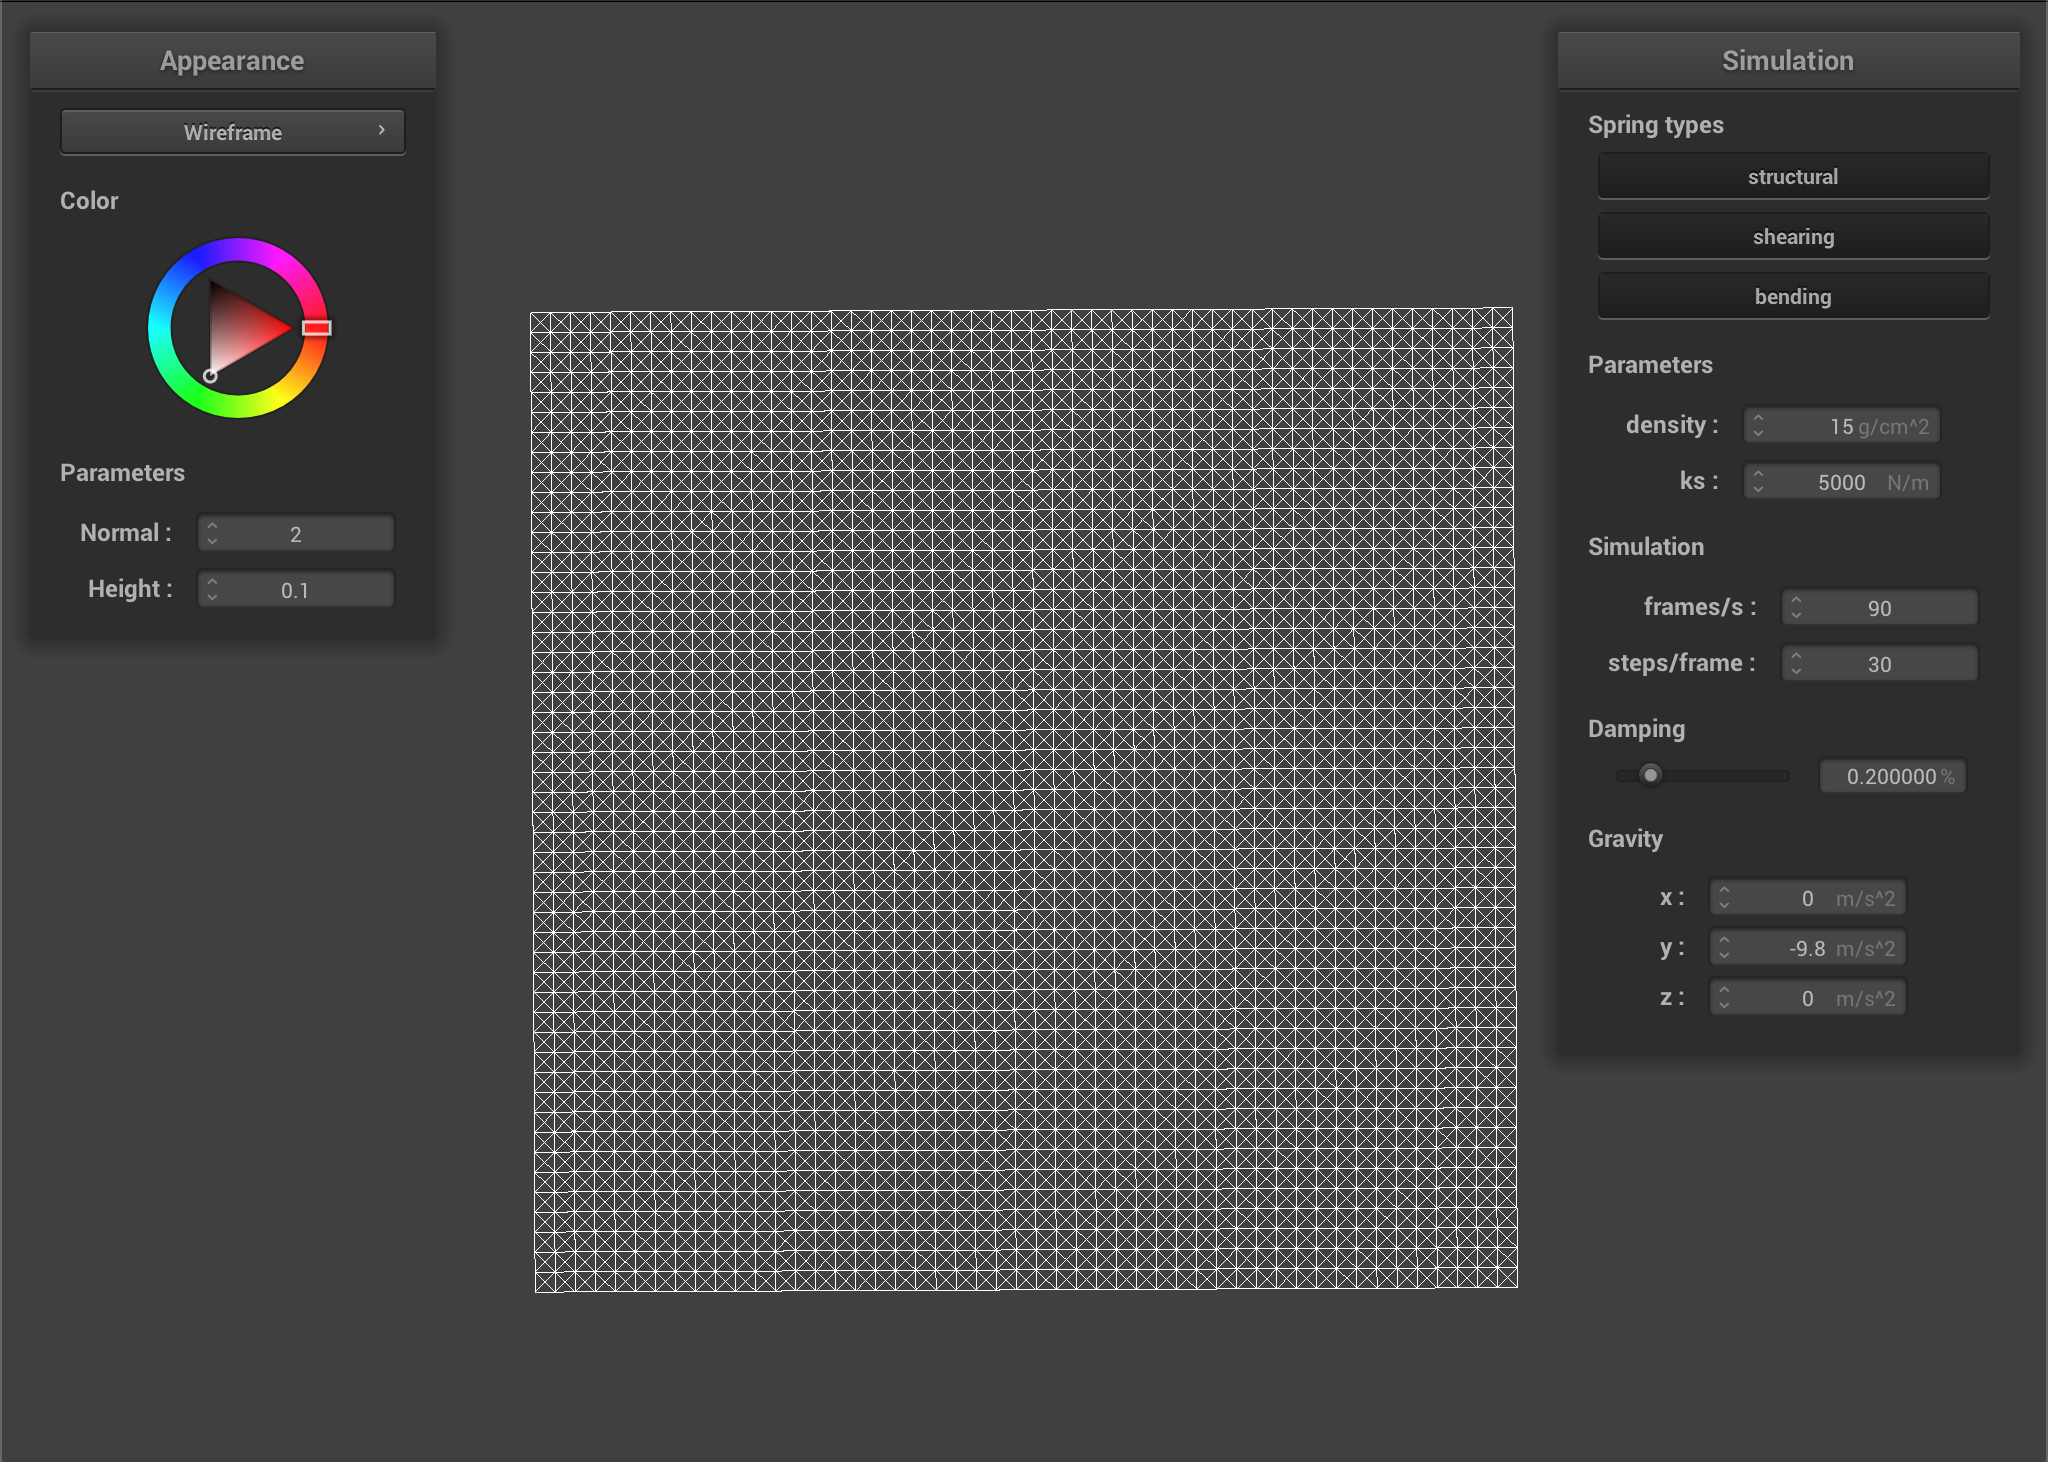 Appearance
Wireframe
Color
Parameters
Normal : 2
Height : 0.1
Simulation
Spring types
structural
shearing
bending
Parameters
density : 15 g/cm^2
ks : 5000 N/m
Simulation
frames/s : 90
steps/frame : 30
Damping
0.200000 %
Gravity
x : 0 m/s^2
y : -9.8 m/s^2
z : 0 m/s^2